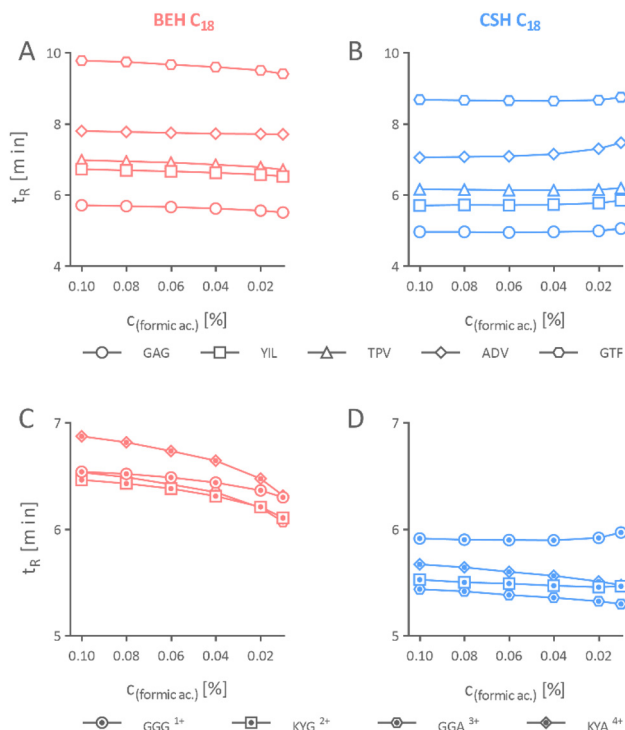 BEH C18 CSH C18
A B
10 10
8 8
6 6
4 4
tR [min] tR [min]
0.10 0.08 0.06 0.04 0.02 0.10 0.08 0.06 0.04 0.02
c(formic ac.) [%] c(formic ac.) [%]
GAG YIL TPV ADV GTF
C D
7 7
6 6
5 5
tR [min] tR [min]
0.10 0.08 0.06 0.04 0.02 0.10 0.08 0.06 0.04 0.02
c(formic ac.) [%] c(formic ac.) [%]
GGG 1+ KYG 2+ GGA 3+ KYA 4+